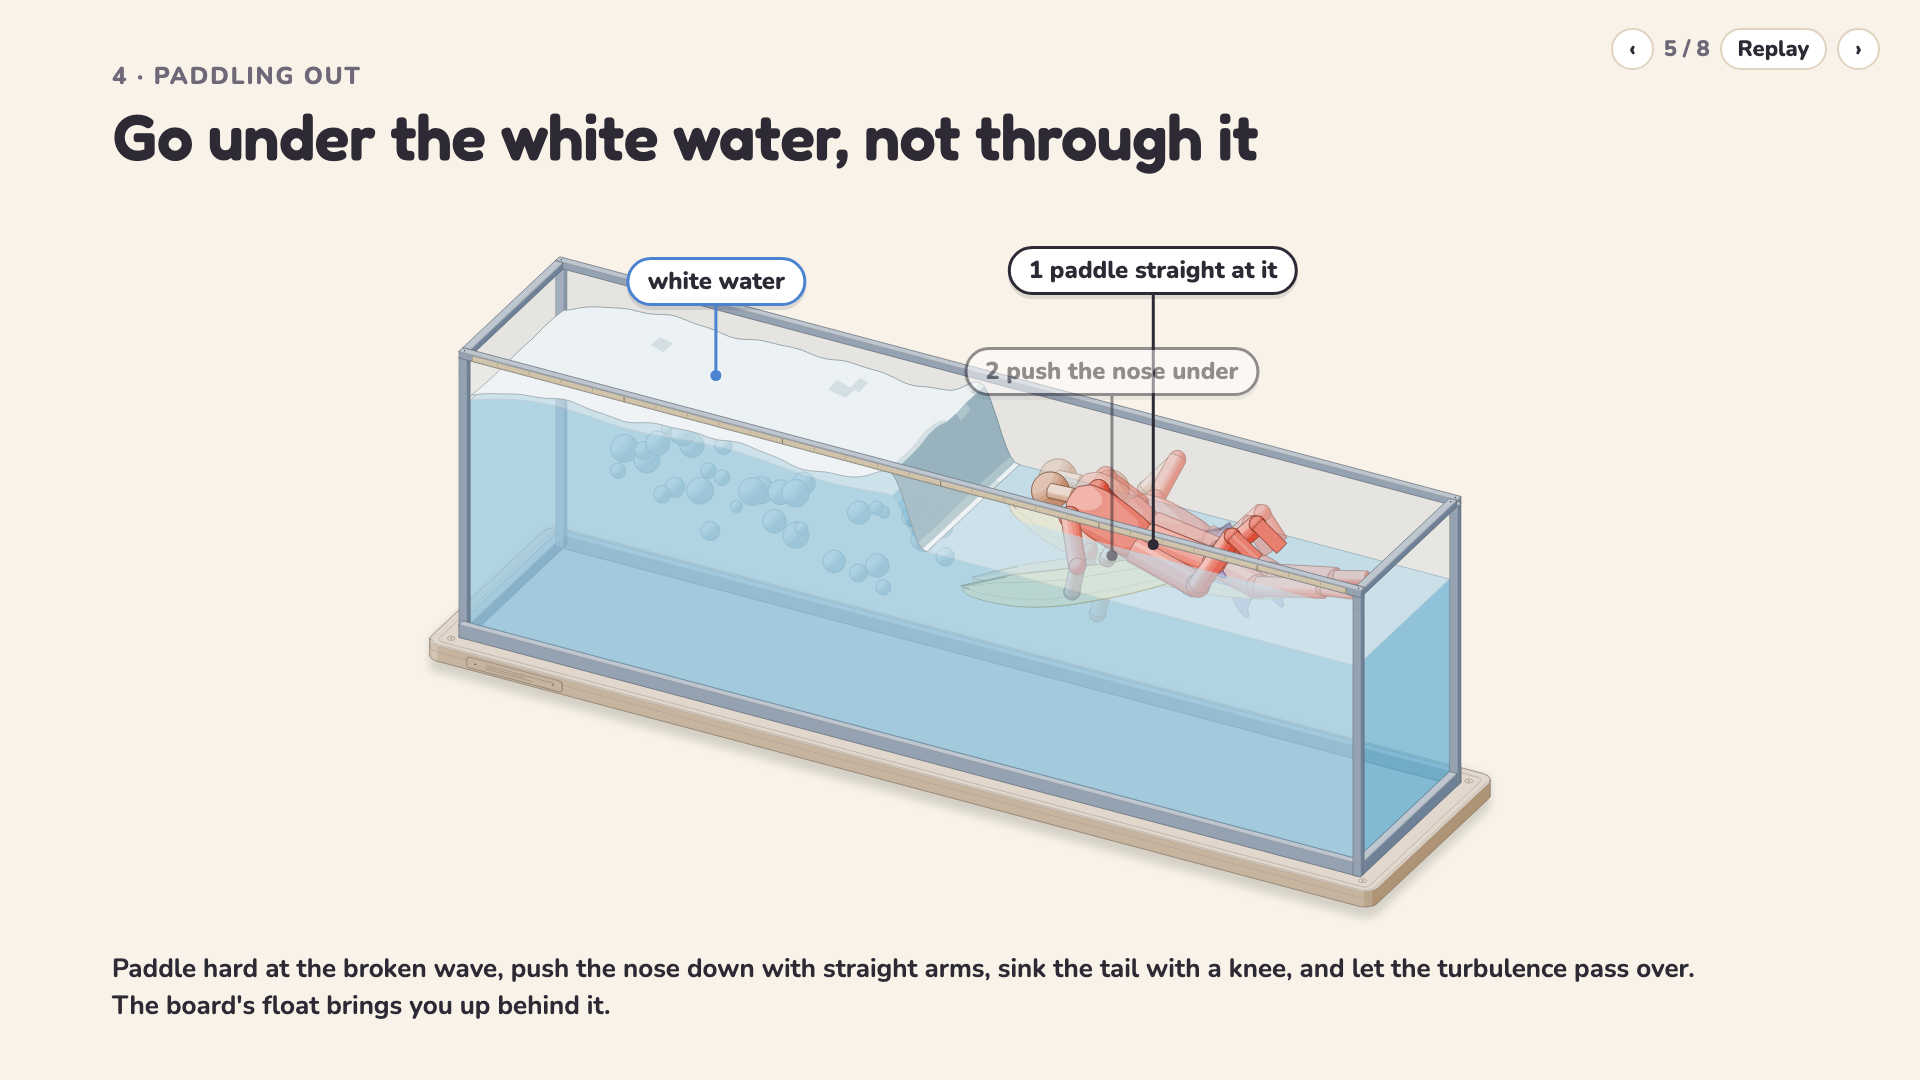 4 · PADDLING OUT
Go under the white water, not through it
‹ 5 / 8 Replay ›
white water
1 paddle straight at it
2 push the nose under
Paddle hard at the broken wave, push the nose down with straight arms, sink the tail with a knee, and let the turbulence pass over.
The board's float brings you up behind it.